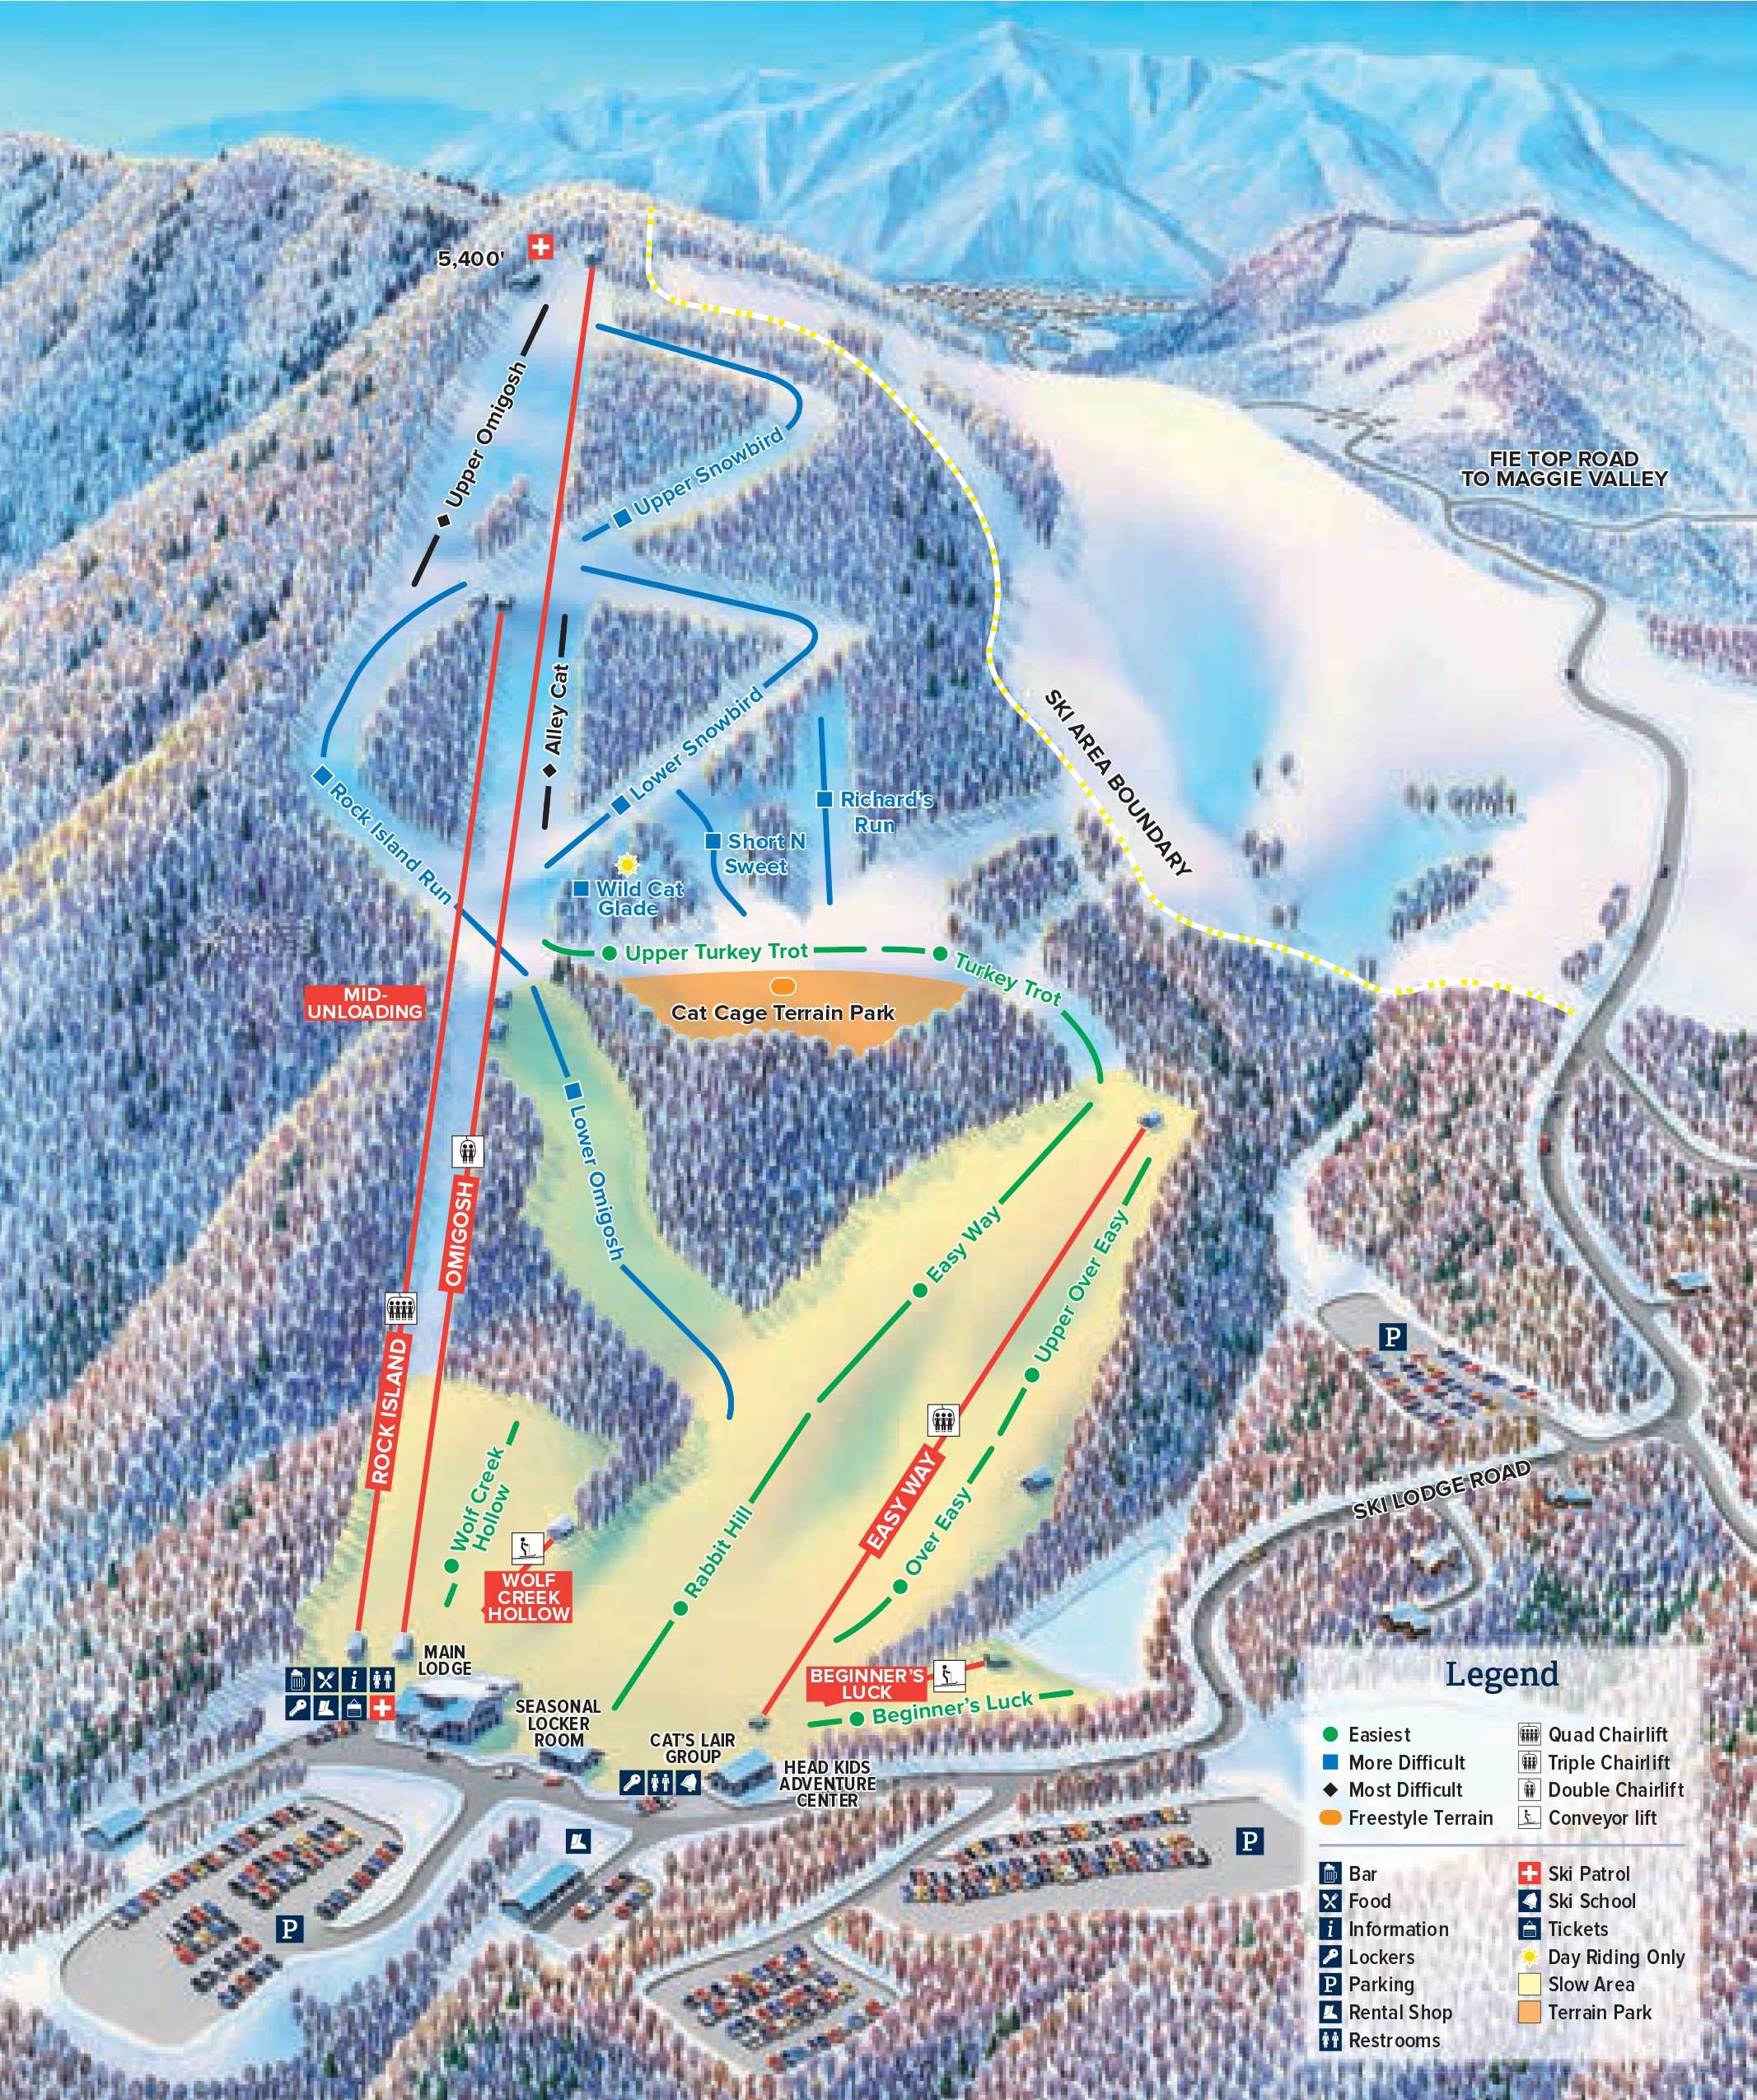 5,400'
Upper Omigosh
Upper Snowbird
FIE TOP ROAD
TO MAGGIE VALLEY
Alley Cat
Lower Snowbird
SKI AREA BOUNDARY
Rock Island Run
Richard's
Run
Short N
Sweet
Wild Cat
Glade
Upper Turkey Trot
Turkey Trot
MID-
UNLOADING
Cat Cage Terrain Park
Lower Omigosh
OMIGOSH
Easy Way
Upper Over Easy
ROCK ISLAND
P
Wolf Creek
Hollow
EASY WAY
Over Easy
SKI LODGE ROAD
Rabbit Hill
WOLF
CREEK
HOLLOW
MAIN
LODGE
i
BEGINNER'S
LUCK
Beginner's Luck
SEASONAL
LOCKER
ROOM
CAT'S LAIR
GROUP
HEAD KIDS
ADVENTURE
CENTER
P
P
Legend
Easiest
More Difficult
Most Difficult
Freestyle Terrain
Quad Chairlift
Triple Chairlift
Double Chairlift
Conveyor lift
Bar
Food
i Information
Lockers
P Parking
Rental Shop
Restrooms
Ski Patrol
Ski School
Tickets
Day Riding Only
Slow Area
Terrain Park